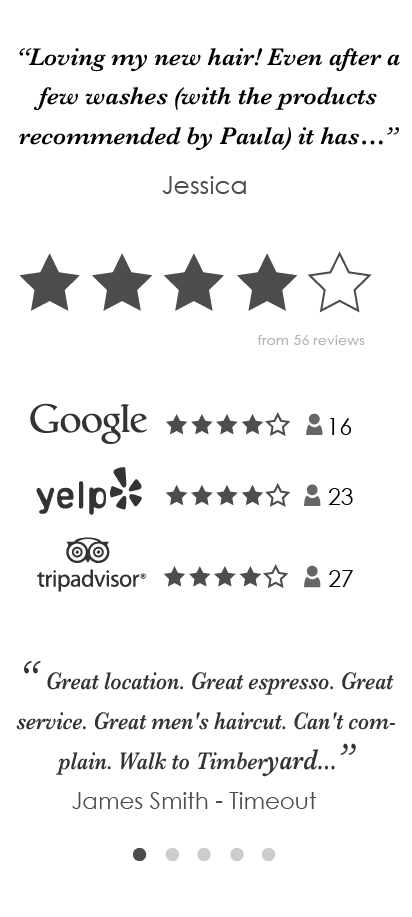 “Loving my new hair! Even after a
few washes (with the products
recommended by Paula) it has...”
Jessica
from 56 reviews
Google 16
yelp 23
tripadvisor® 27
“ Great location. Great espresso. Great
service. Great men's haircut. Can't com-
plain. Walk to Timberyard...”
James Smith - Timeout